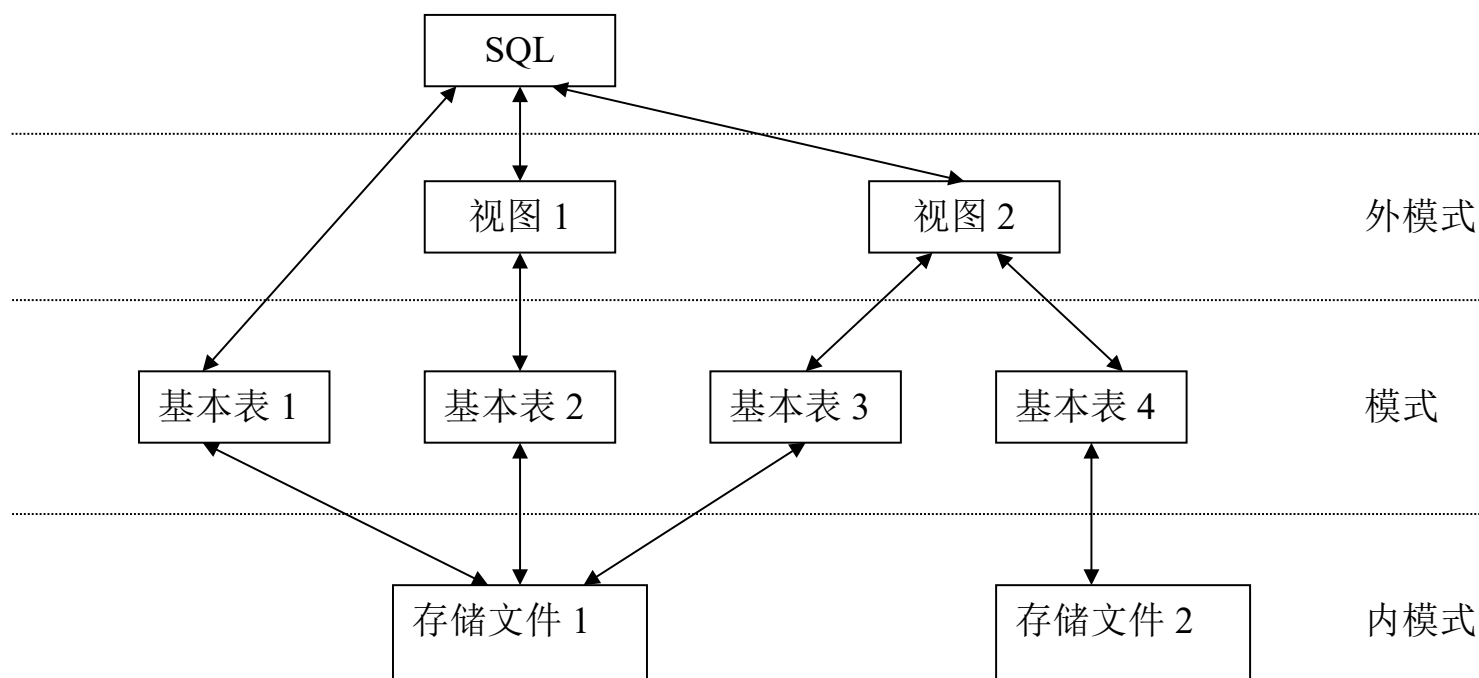 SQL
视图 1
视图 2
外模式
基本表 1
基本表 2
基本表 3
基本表 4
模式
存储文件 1
存储文件 2
内模式